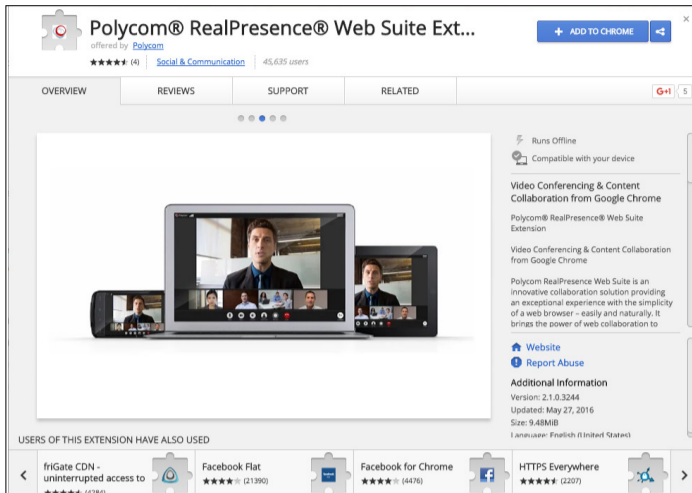 Polycom® RealPresence® Web Suite Ext...
offered by Polycom
(4) Social & Communication 45,635 users
ADD TO CHROME
OVERVIEW REVIEWS SUPPORT RELATED
G+1 5
Runs Offline
Compatible with your device
Video Conferencing & Content
Collaboration from Google Chrome
Polycom® RealPresence® Web Suite
Extension
Video Conferencing & Content Collaboration
from Google Chrome
Polycom RealPresence Web Suite is an
innovative collaboration solution providing
an exceptional experience with the simplicity
of a web browser – easily and naturally. It
brings the power of web collaboration to
Website
Report Abuse
Additional Information
Version: 2.1.0.3244
Updated: May 27, 2016
Size: 9.48MiB
Language: English (United States)
USERS OF THIS EXTENSION HAVE ALSO USED
friGate CDN -
uninterrupted access to
(4284)
Facebook Flat
(21390)
Facebook for Chrome
(4476)
HTTPS Everywhere
(2207)